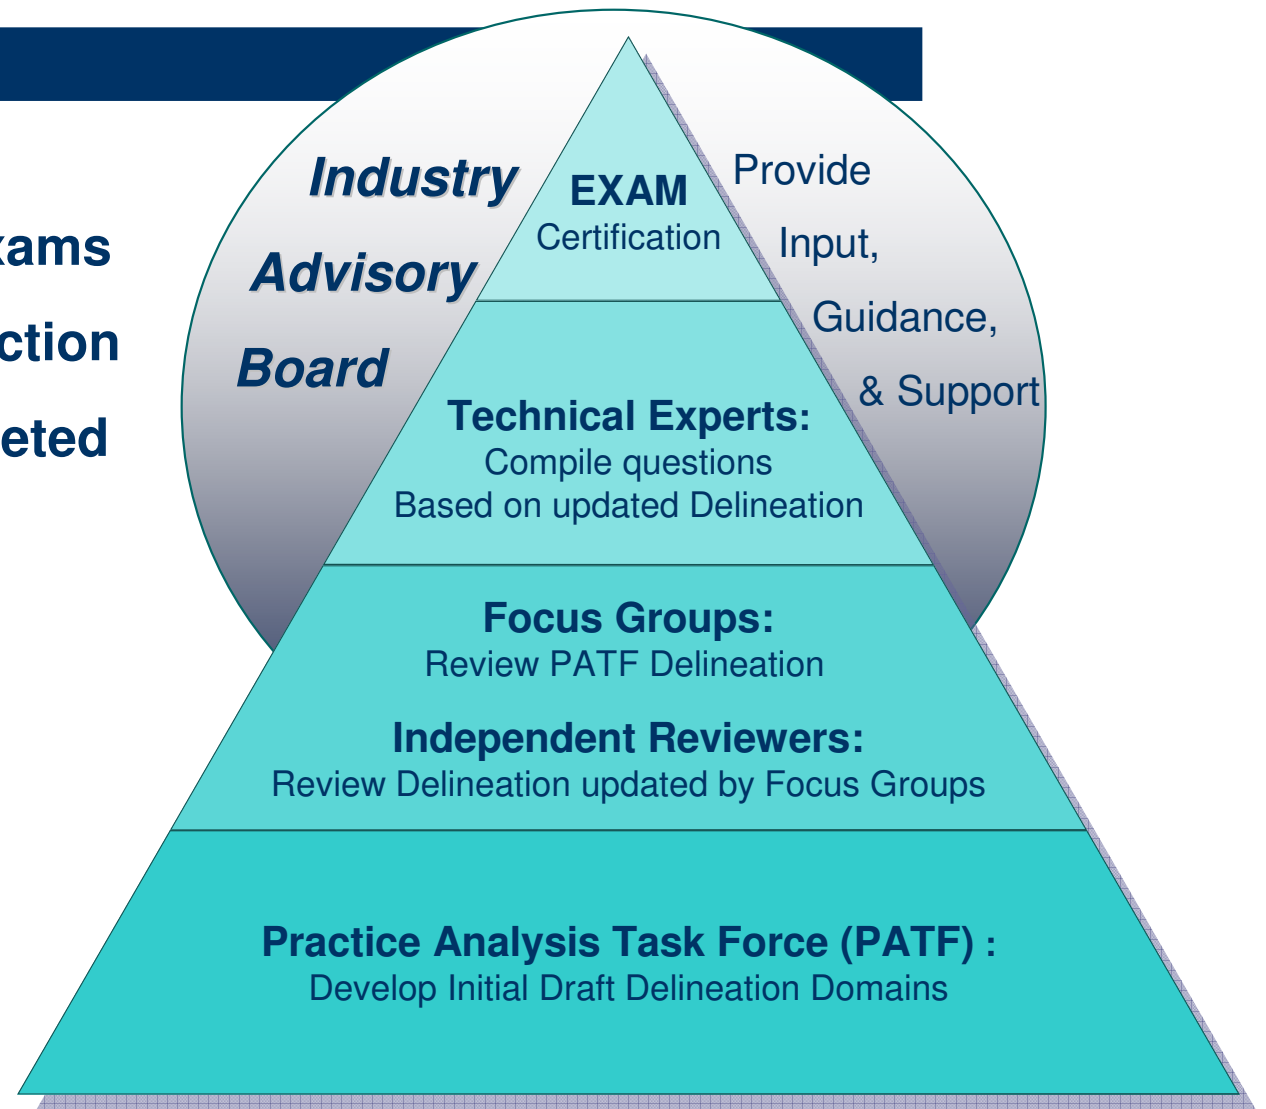 xams
ction
eted
Industry
Advisory
Board
EXAM
Certification
Provide
Input,
Guidance,
& Support
Technical Experts:
Compile questions
Based on updated Delineation
Focus Groups:
Review PATF Delineation
Independent Reviewers:
Review Delineation updated by Focus Groups
Practice Analysis Task Force (PATF) :
Develop Initial Draft Delineation Domains